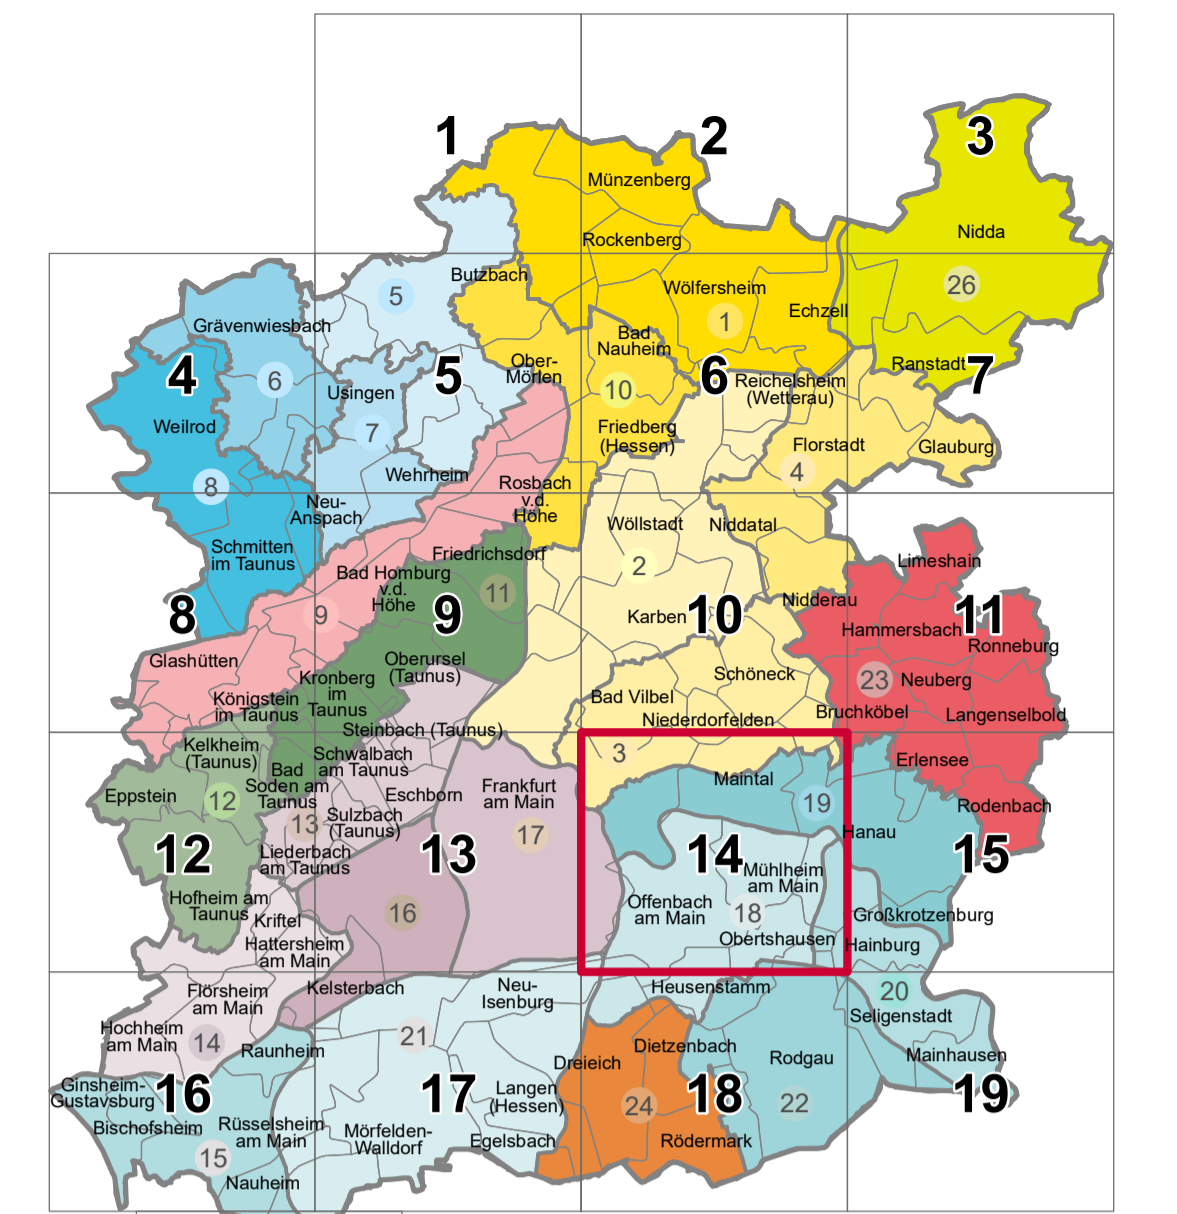 1
2
3
Münzenberg
Nidda
Rockenberg
Butzbach
5
Wölfersheim
26
Echzell
1
Grävenwiesbach
Bad
Nauheim
4
6
5
Ober-
Mörlen
10
6
Reichelsheim
(Wetterau)
Ranstadt
7
Usingen
Weilrod
7
Friedberg
(Hessen)
Florstadt
Glauburg
4
Wehrheim
8
Rosbach
v.d.
Höhe
Neu-
Anspach
Wöllstadt
Niddatal
Schmitten
im Taunus
Friedrichsdorf
2
Limeshain
Bad Homburg
v.d.
Höhe
11
Nidderau
8
9
9
Karben
10
11
Hammersbach
Ronneburg
Glashütten
Oberursel
(Taunus)
Schöneck
23
Neuberg
Kronberg
im
Taunus
Königstein
im Taunus
Bad Vilbel
Niederdorfelden
Bruchköbel
Langenselbold
Steinbach (Taunus)
Kelkheim
(Taunus)
Schwalbach
am Taunus
3
Erlensee
Bad
Soden am
Taunus
Eppstein
12
Eschborn
Frankfurt
am Main
Maintal
19
Rodenbach
13
Sulzbach
(Taunus)
17
Hanau
12
Liederbach
am Taunus
13
14
15
Mühlheim
am Main
Hofheim am
Taunus
Kriftel
16
Offenbach
am Main
18
Großkrotzenburg
Hattersheim
am Main
Obertshausen
Hainburg
Flörsheim
am Main
Kelsterbach
Neu-
Isenburg
Heusenstamm
20
Seligenstadt
Hochheim
am Main
14
Raunheim
21
Dietzenbach
Rodgau
Mainhausen
Dreieich
Ginsheim-
Gustavsburg
16
17
Langen
(Hessen)
24
18
22
19
Bischofsheim
Rüsselsheim
am Main
Mörfelden-
Walldorf
Egelsbach
Rödermark
15
Nauheim